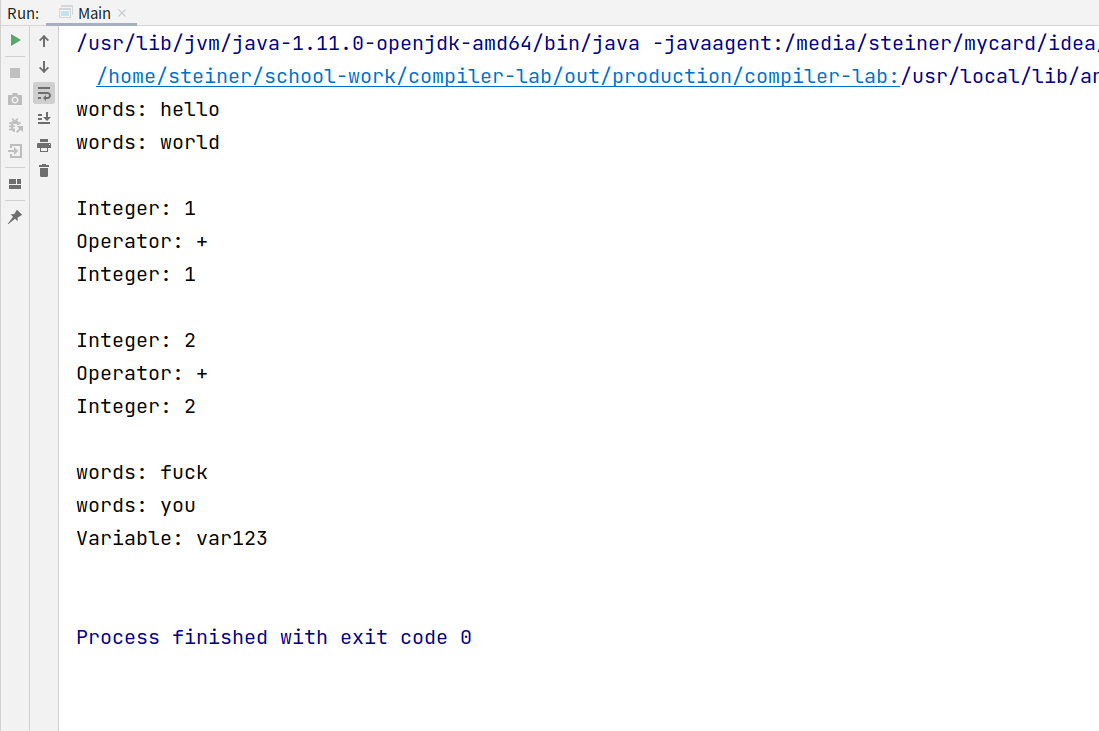 Run: Main
/usr/lib/jvm/java-1.11.0-openjdk-amd64/bin/java -javaagent:/media/steiner/mycard/idea/
/home/steiner/school-work/compiler-lab/out/production/compiler-lab:/usr/local/lib/an
words: hello
words: world
Integer: 1
Operator: +
Integer: 1
Integer: 2
Operator: +
Integer: 2
words: fuck
words: you
Variable: var123
Process finished with exit code 0